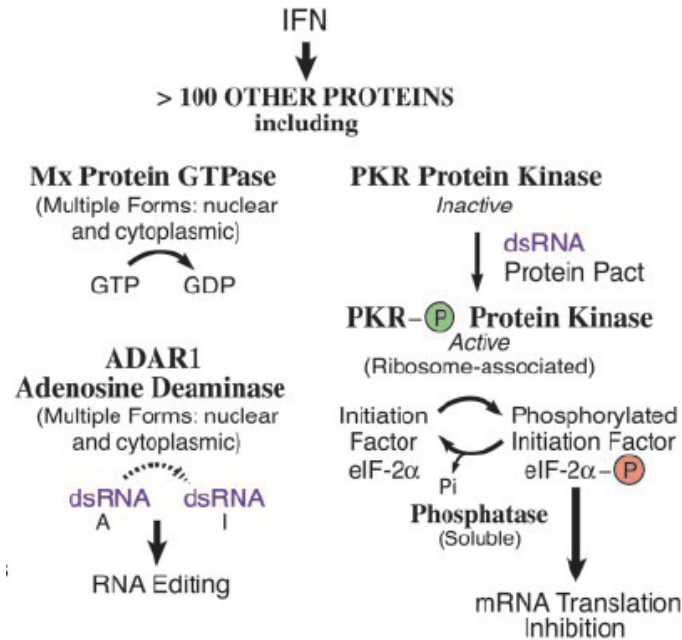 IFN
> 100 OTHER PROTEINS
including
Mx Protein GTPase
(Multiple Forms: nuclear
and cytoplasmic)
GTP GDP
ADAR1
Adenosine Deaminase
(Multiple Forms: nuclear
and cytoplasmic)
dsRNA dsRNA
A I
RNA Editing
PKR Protein Kinase
Inactive
dsRNA
Protein Pact
PKR–P Protein Kinase
Active
(Ribosome-associated)
Initiation Phosphorylated
Factor Initiation Factor
eIF-2α eIF-2α–P
Pi
Phosphatase
(Soluble)
mRNA Translation
Inhibition